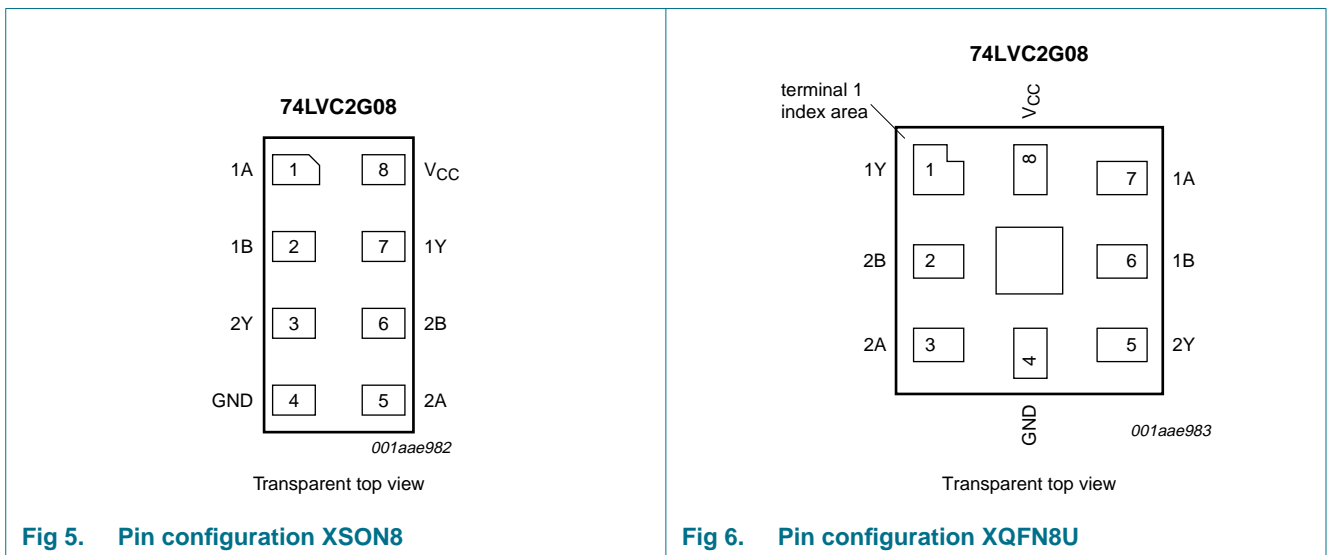 74LVC2G08
1A 1 8 VCC
1B 2 7 1Y
2Y 3 6 2B
GND 4 5 2A
001aae982
Transparent top view
Fig 5. Pin configuration XSON8
74LVC2G08
terminal 1
index area
VCC
1Y 1 8 7 1A
2B 2 6 1B
2A 3 4 5 2Y
GND
001aae983
Transparent top view
Fig 6. Pin configuration XQFN8U